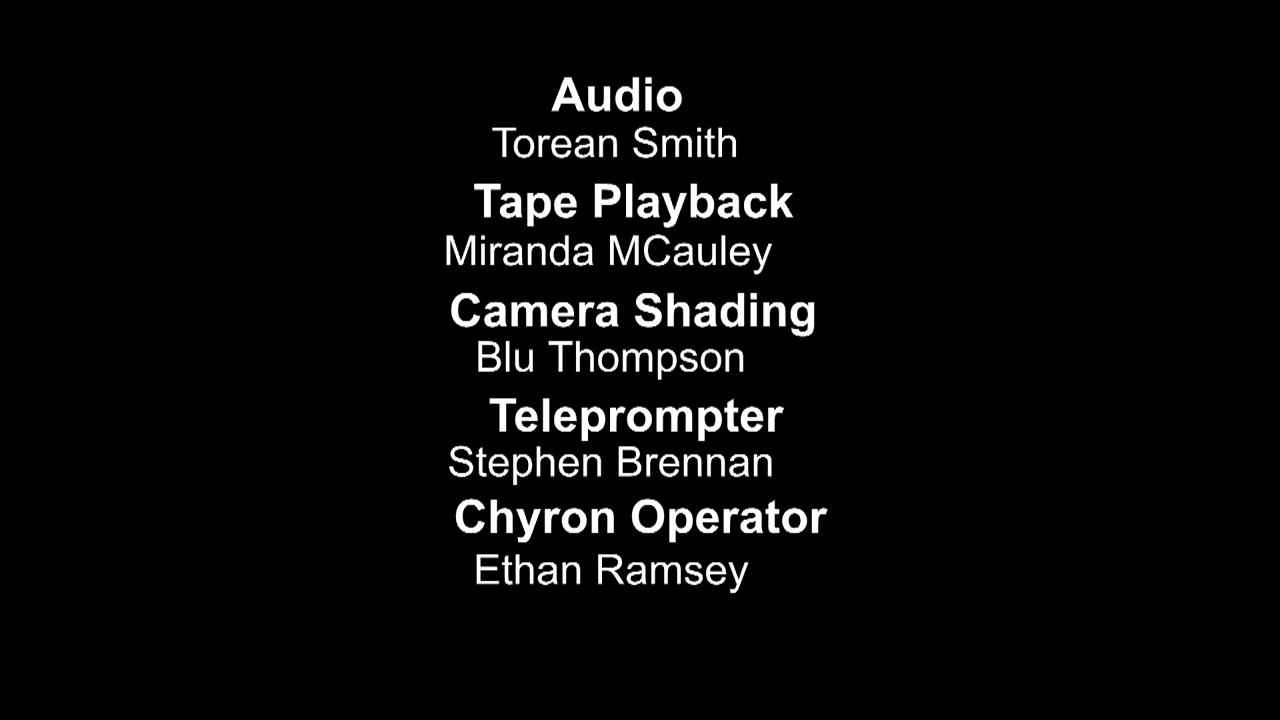 Audio
Torean Smith
Tape Playback
Miranda MCauley
Camera Shading
Blu Thompson
Teleprompter
Stephen Brennan
Chyron Operator
Ethan Ramsey